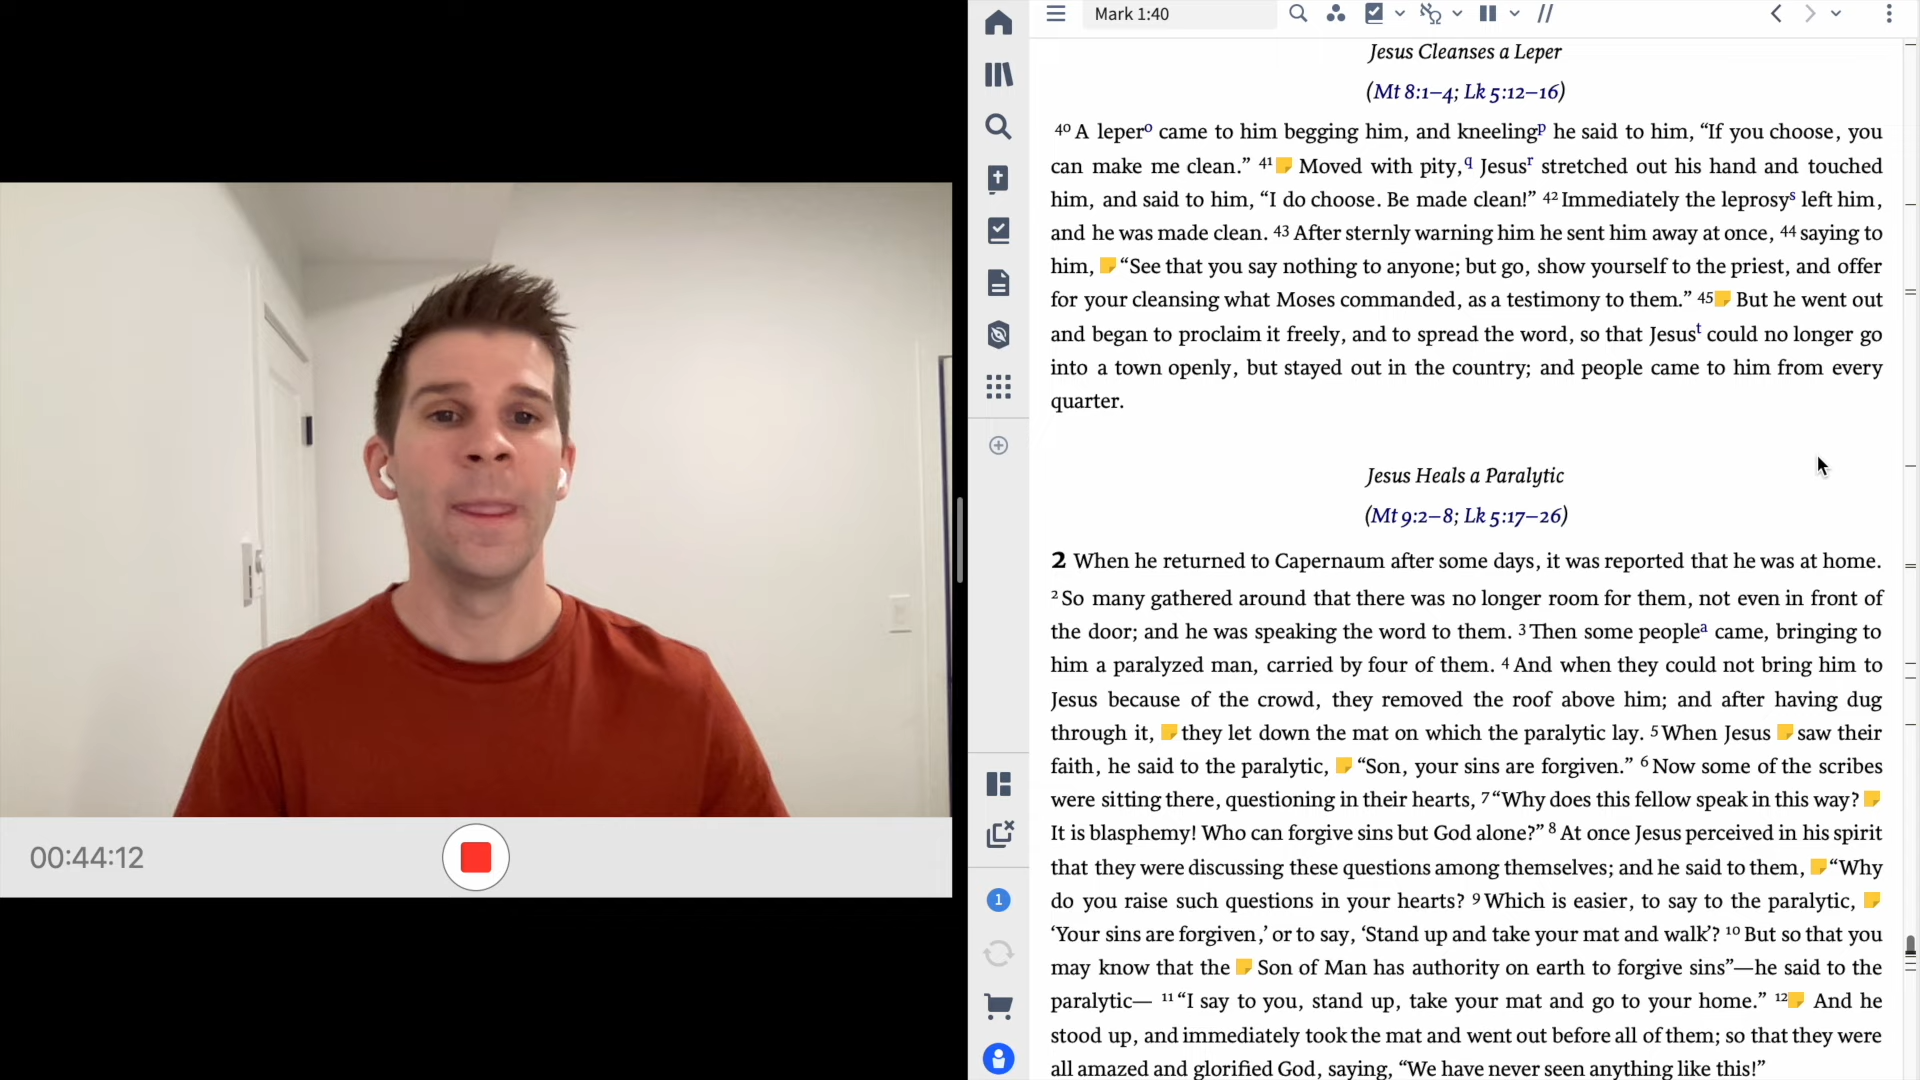 00:44:12
1
Mark 1:40
Jesus Cleanses a Leper
(Mt 8:1–4; Lk 5:12–16)
40 A lepero came to him begging him, and kneelingp he said to him, “If you choose, you
can make me clean.” 41 Moved with pity,q Jesusr stretched out his hand and touched
him, and said to him, “I do choose. Be made clean!” 42 Immediately the leprosys left him,
and he was made clean. 43 After sternly warning him he sent him away at once, 44 saying to
him, “See that you say nothing to anyone; but go, show yourself to the priest, and offer
for your cleansing what Moses commanded, as a testimony to them.” 45 But he went out
and began to proclaim it freely, and to spread the word, so that Jesust could no longer go
into a town openly, but stayed out in the country; and people came to him from every
quarter.
Jesus Heals a Paralytic
(Mt 9:2–8; Lk 5:17–26)
2 When he returned to Capernaum after some days, it was reported that he was at home.
2 So many gathered around that there was no longer room for them, not even in front of
the door; and he was speaking the word to them. 3 Then some peoplea came, bringing to
him a paralyzed man, carried by four of them. 4 And when they could not bring him to
Jesus because of the crowd, they removed the roof above him; and after having dug
through it, they let down the mat on which the paralytic lay. 5 When Jesus saw their
faith, he said to the paralytic, “Son, your sins are forgiven.” 6 Now some of the scribes
were sitting there, questioning in their hearts, 7 “Why does this fellow speak in this way?
It is blasphemy! Who can forgive sins but God alone?” 8 At once Jesus perceived in his spirit
that they were discussing these questions among themselves; and he said to them, “Why
do you raise such questions in your hearts? 9 Which is easier, to say to the paralytic,
‘Your sins are forgiven,’ or to say, ‘Stand up and take your mat and walk’? 10 But so that you
may know that the Son of Man has authority on earth to forgive sins”—he said to the
paralytic— 11 “I say to you, stand up, take your mat and go to your home.” 12 And he
stood up, and immediately took the mat and went out before all of them; so that they were
all amazed and glorified God, saying, “We have never seen anything like this!”